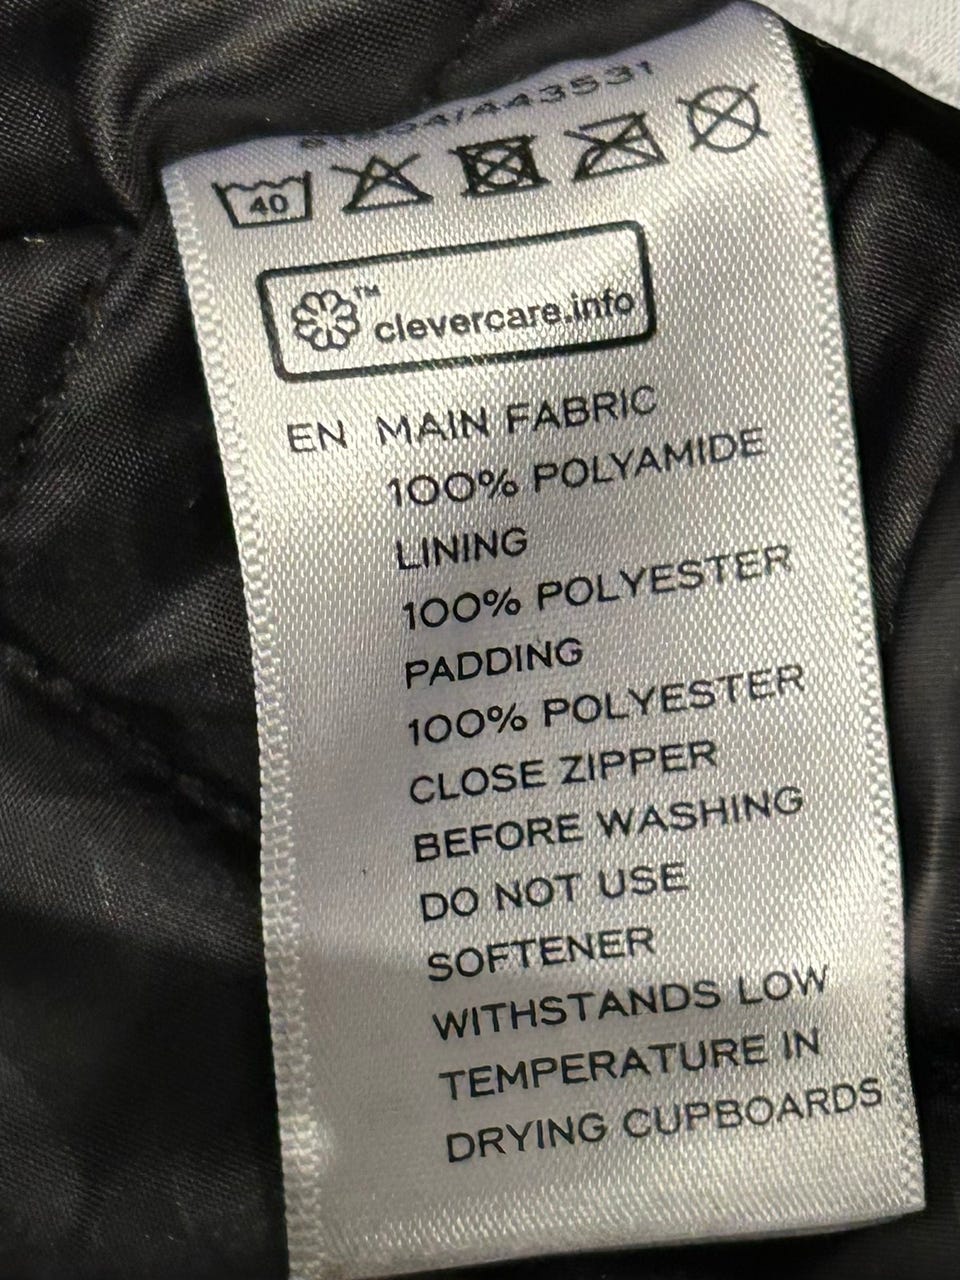 40
™
clevercare.info
EN MAIN FABRIC
100% POLYAMIDE
LINING
100% POLYESTER
PADDING
100% POLYESTER
CLOSE ZIPPER
BEFORE WASHING
DO NOT USE
SOFTENER
WITHSTANDS LOW
TEMPERATURE IN
DRYING CUPBOARDS